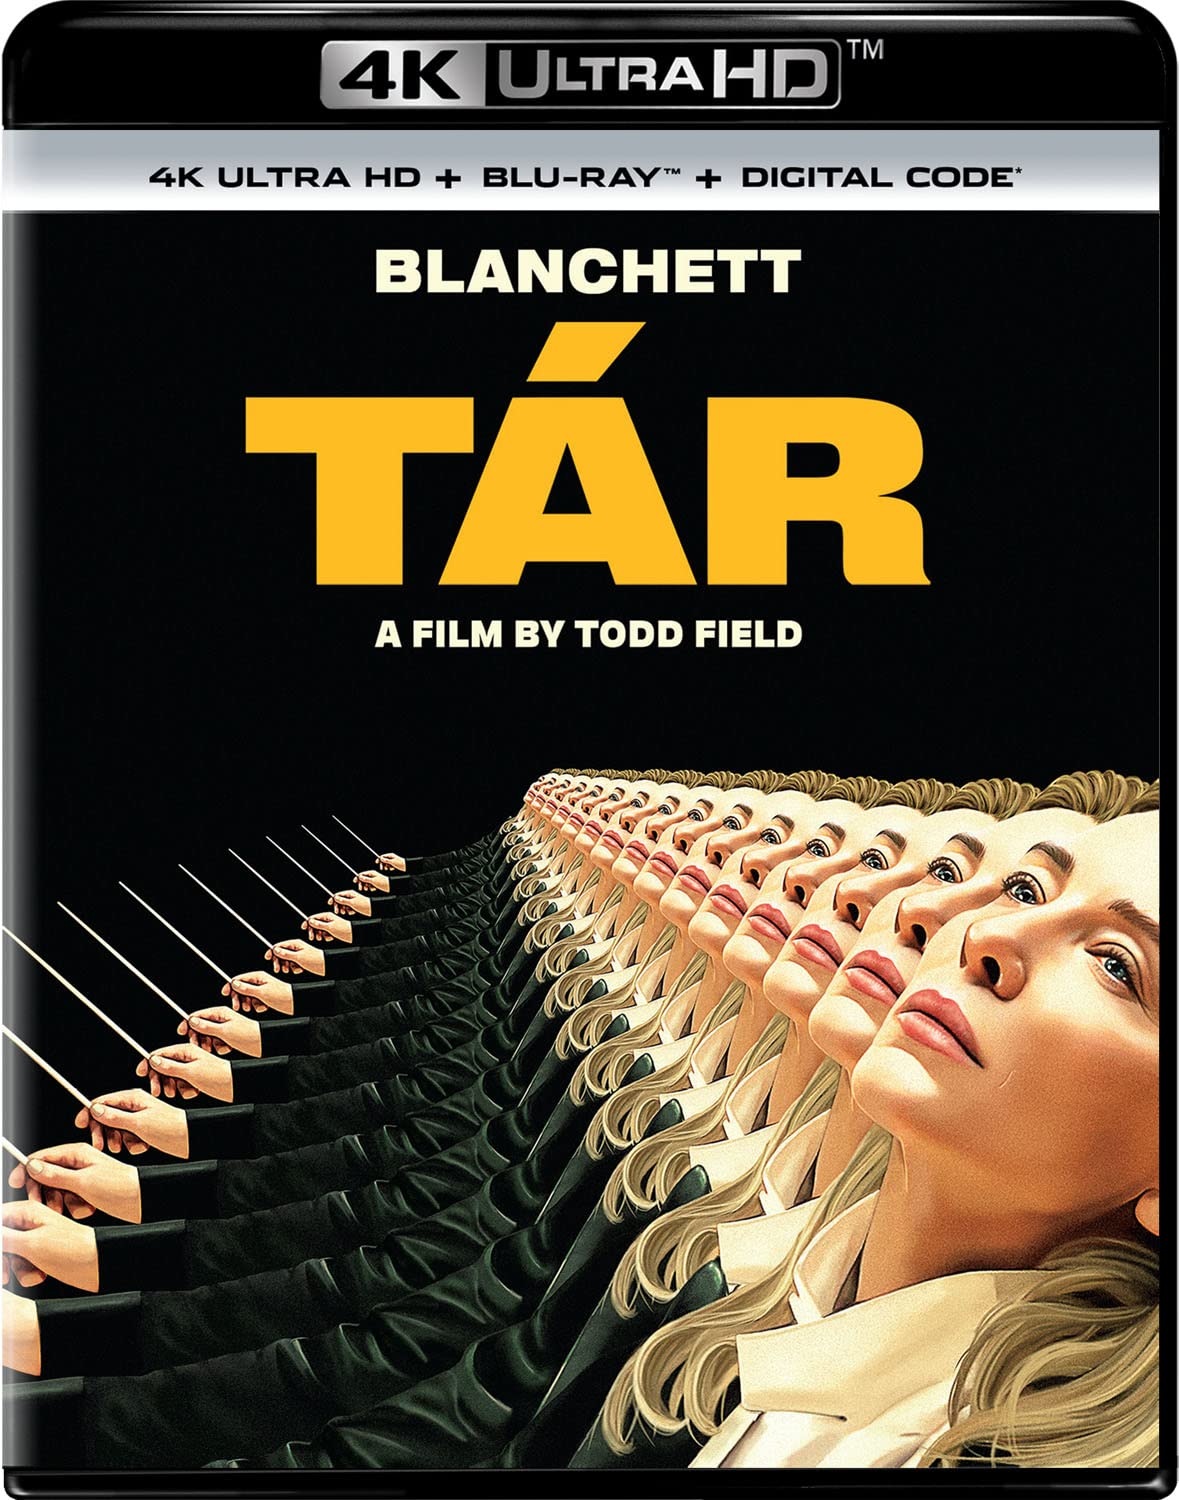 4K ULTRA HD™
4K ULTRA HD + BLU-RAY™ + DIGITAL CODE*
BLANCHETT
TÁR
A FILM BY TODD FIELD